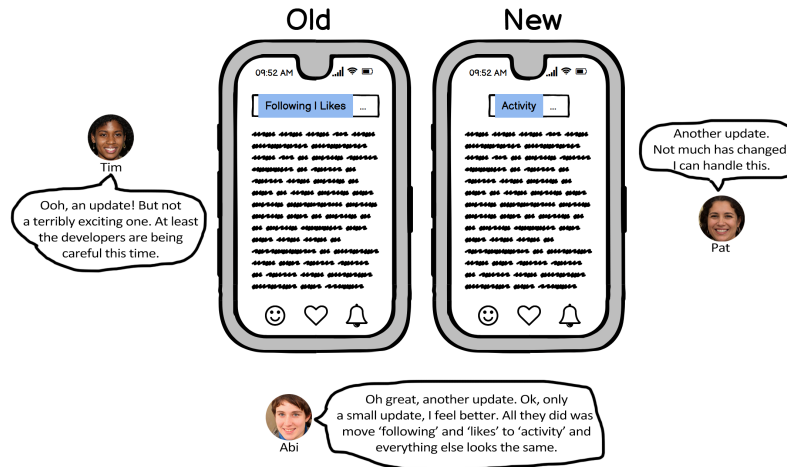 Old
New
09:52 AM
09:52 AM
Following I Likes
...
Activity
...
Tim
Ooh, an update! But not
a terribly exciting one. At least
the developers are being
careful this time.
Another update.
Not much has changed
I can handle this.
Pat
Abi
Oh great, another update. Ok, only
a small update, I feel better. All they did was
move ‘following’ and ‘likes’ to ‘activity’ and
everything else looks the same.